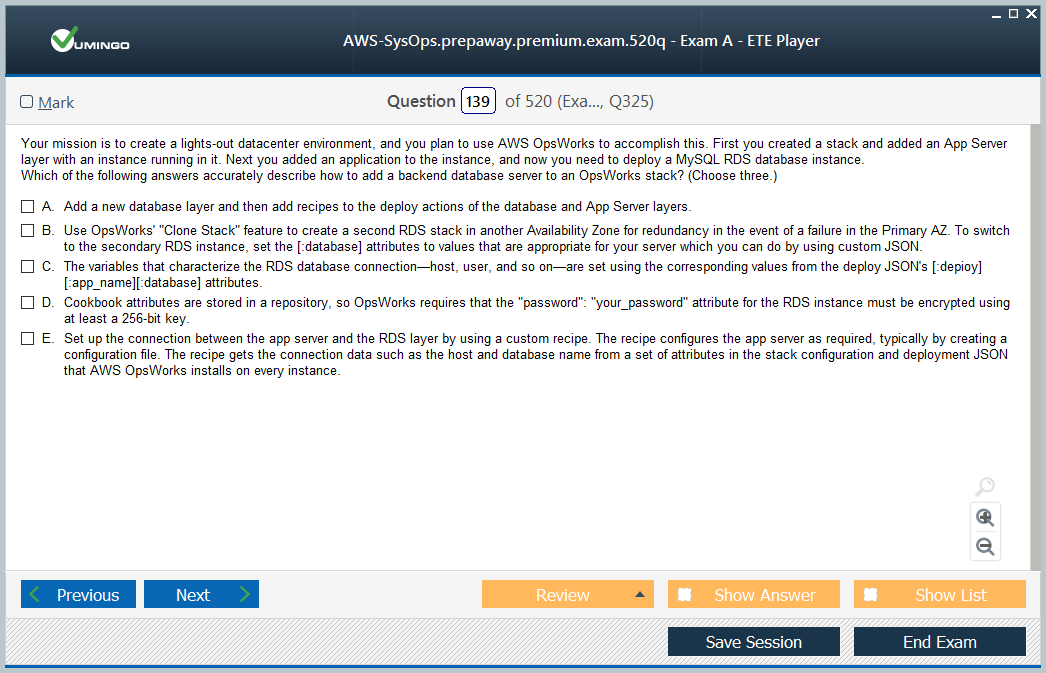 VUMINGO
AWS-SysOps.prepaway.premium.exam.520q - Exam A - ETE Player
Mark
Question 139 of 520 (Exa..., Q325)
Your mission is to create a lights-out datacenter environment, and you plan to use AWS OpsWorks to accomplish this. First you created a stack and added an App Server
layer with an instance running in it. Next you added an application to the instance, and now you need to deploy a MySQL RDS database instance.
Which of the following answers accurately describe how to add a backend database server to an OpsWorks stack? (Choose three.)
A. Add a new database layer and then add recipes to the deploy actions of the database and App Server layers.
B. Use OpsWorks' "Clone Stack" feature to create a second RDS stack in another Availability Zone for redundancy in the event of a failure in the Primary AZ. To switch
to the secondary RDS instance, set the [:database] attributes to values that are appropriate for your server which you can do by using custom JSON.
C. The variables that characterize the RDS database connection—host, user, and so on—are set using the corresponding values from the deploy JSON's [:depioy]
[:app_name][:database] attributes.
D. Cookbook attributes are stored in a repository, so OpsWorks requires that the "password": "your_password" attribute for the RDS instance must be encrypted using
at least a 256-bit key.
E. Set up the connection between the app server and the RDS layer by using a custom recipe. The recipe configures the app server as required, typically by creating a
configuration file. The recipe gets the connection data such as the host and database name from a set of attributes in the stack configuration and deployment JSON
that AWS OpsWorks installs on every instance.
Previous
Next
Review
Show Answer
Show List
Save Session
End Exam